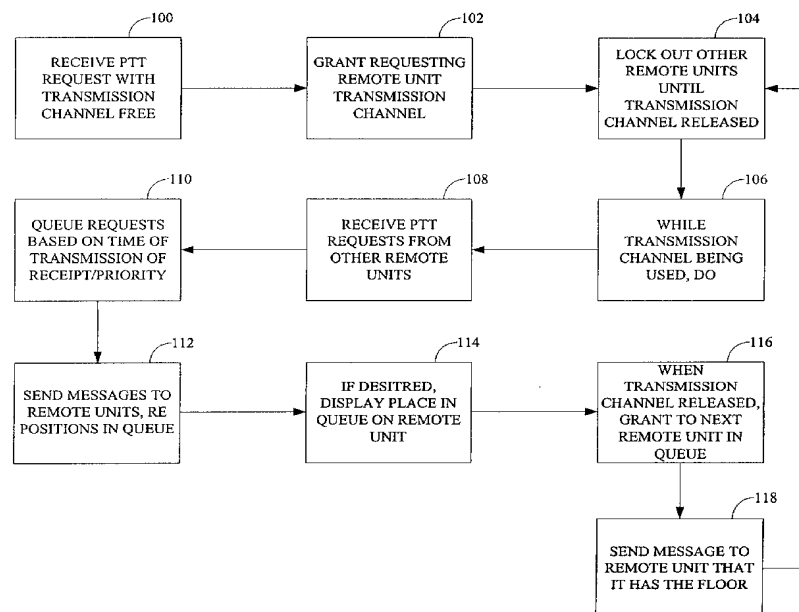 100
RECEIVE PTT
REQUEST WITH
TRANSMISSION
CHANNEL FREE
102
GRANT REQUESTING
REMOTE UNIT
TRANSMISSION
CHANNEL
104
LOCK OUT OTHER
REMOTE UNITS
UNTIL
TRANSMISSION
CHANNEL RELEASED
106
WHILE
TRANSMISSION
CHANNEL BEING
USED, DO
108
RECEIVE PTT
REQUESTS FROM
OTHER REMOTE
UNITS
110
QUEUE REQUESTS
BASED ON TIME OF
TRANSMISSION OF
RECEIPT/PRIORITY
112
SEND MESSAGES TO
REMOTE UNITS, RE
POSITIONS IN QUEUE
114
IF DESITRED,
DISPLAY PLACE IN
QUEUE ON REMOTE
UNIT
116
WHEN
TRANSMISSION
CHANNEL RELEASED,
GRANT TO NEXT
REMOTE UNIT IN
QUEUE
118
SEND MESSAGE TO
REMOTE UNIT THAT
IT HAS THE FLOOR